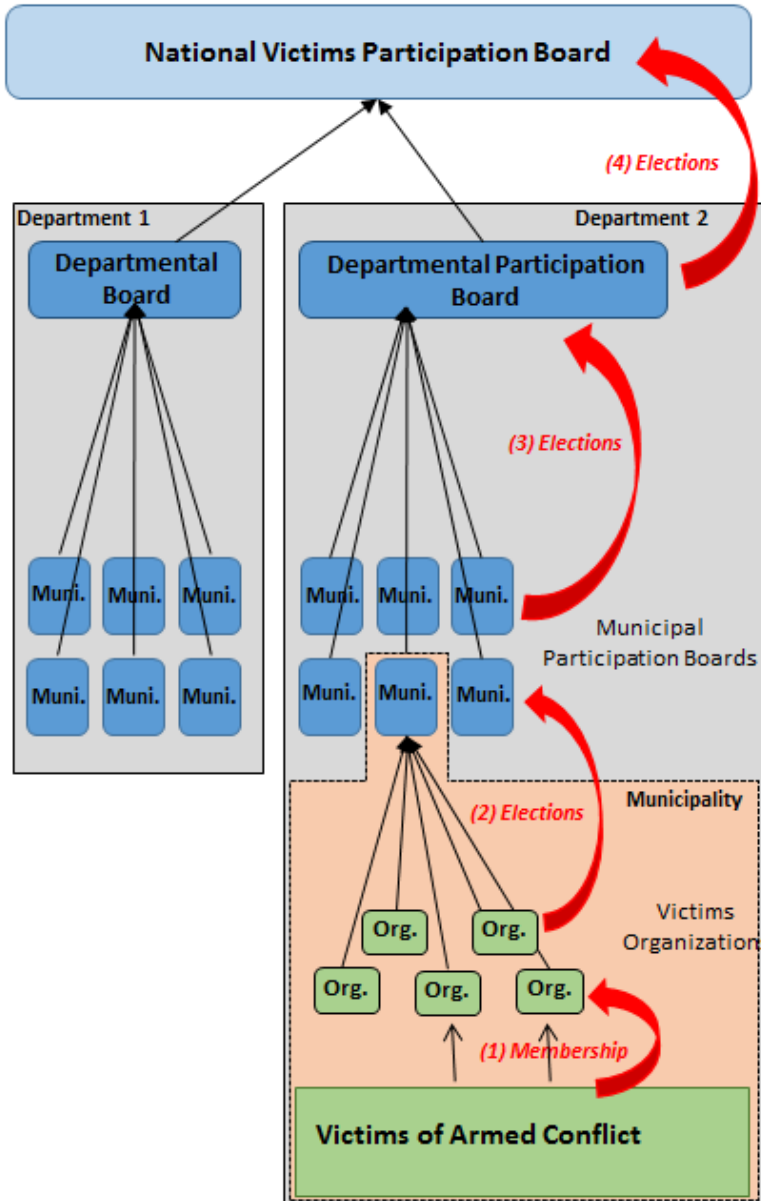 National Victims Participation Board
(4) Elections
Department 1
Department 2
Departmental
Board
Departmental Participation
Board
(3) Elections
Muni.
Muni.
Muni.
Muni.
Muni.
Muni.
Municipal
Participation Boards
Muni.
Muni.
Muni.
Muni.
Muni.
Muni.
Municipality
(2) Elections
Victims
Organization
Org.
Org.
Org.
Org.
Org.
(1) Membership
Victims of Armed Conflict